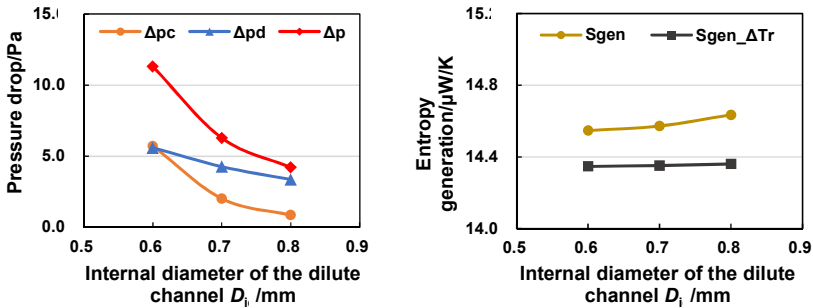 15.0
Δpc Δpd Δp
Pressure drop/Pa
10.0
5.0
0.0
0.5 0.6 0.7 0.8 0.9
Internal diameter of the dilute
channel Di /mm
15.2
Sgen Sgen_ΔTr
Entropy
generation/μW/K
14.8
14.4
14.0
0.5 0.6 0.7 0.8 0.9
Internal diameter of the dilute
channel Di /mm